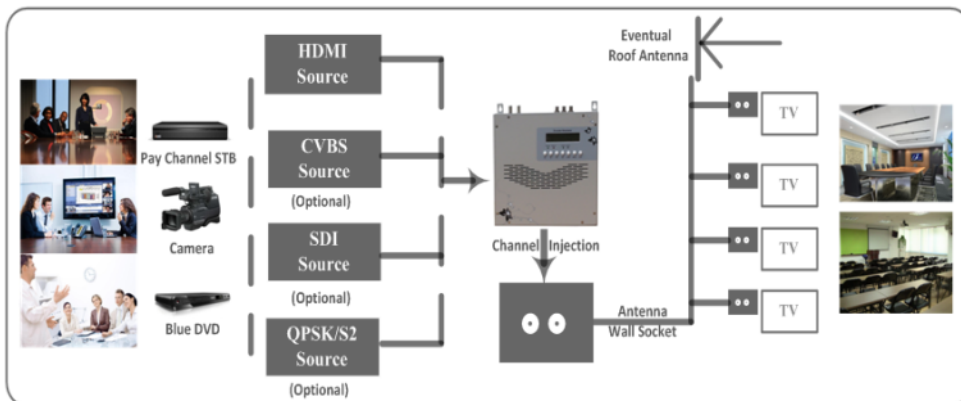 HDMI
Source
Pay Channel STB
CVBS
Source
(Optional)
Camera
SDI
Source
(Optional)
Blue DVD
QPSK/S2
Source
(Optional)
Channel Injection
Antenna
Wall Socket
Eventual
Roof Antenna
TV
TV
TV
TV